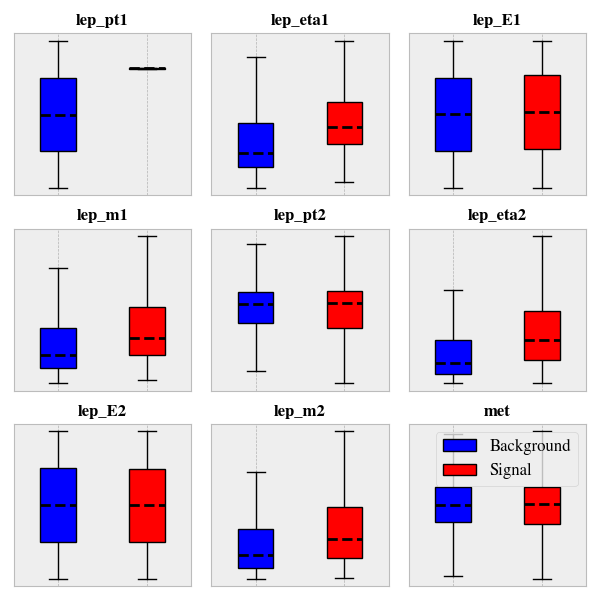 lep_pt1
lep_eta1
lep_E1
lep_m1
lep_pt2
lep_eta2
lep_E2
lep_m2
met
Background
Signal